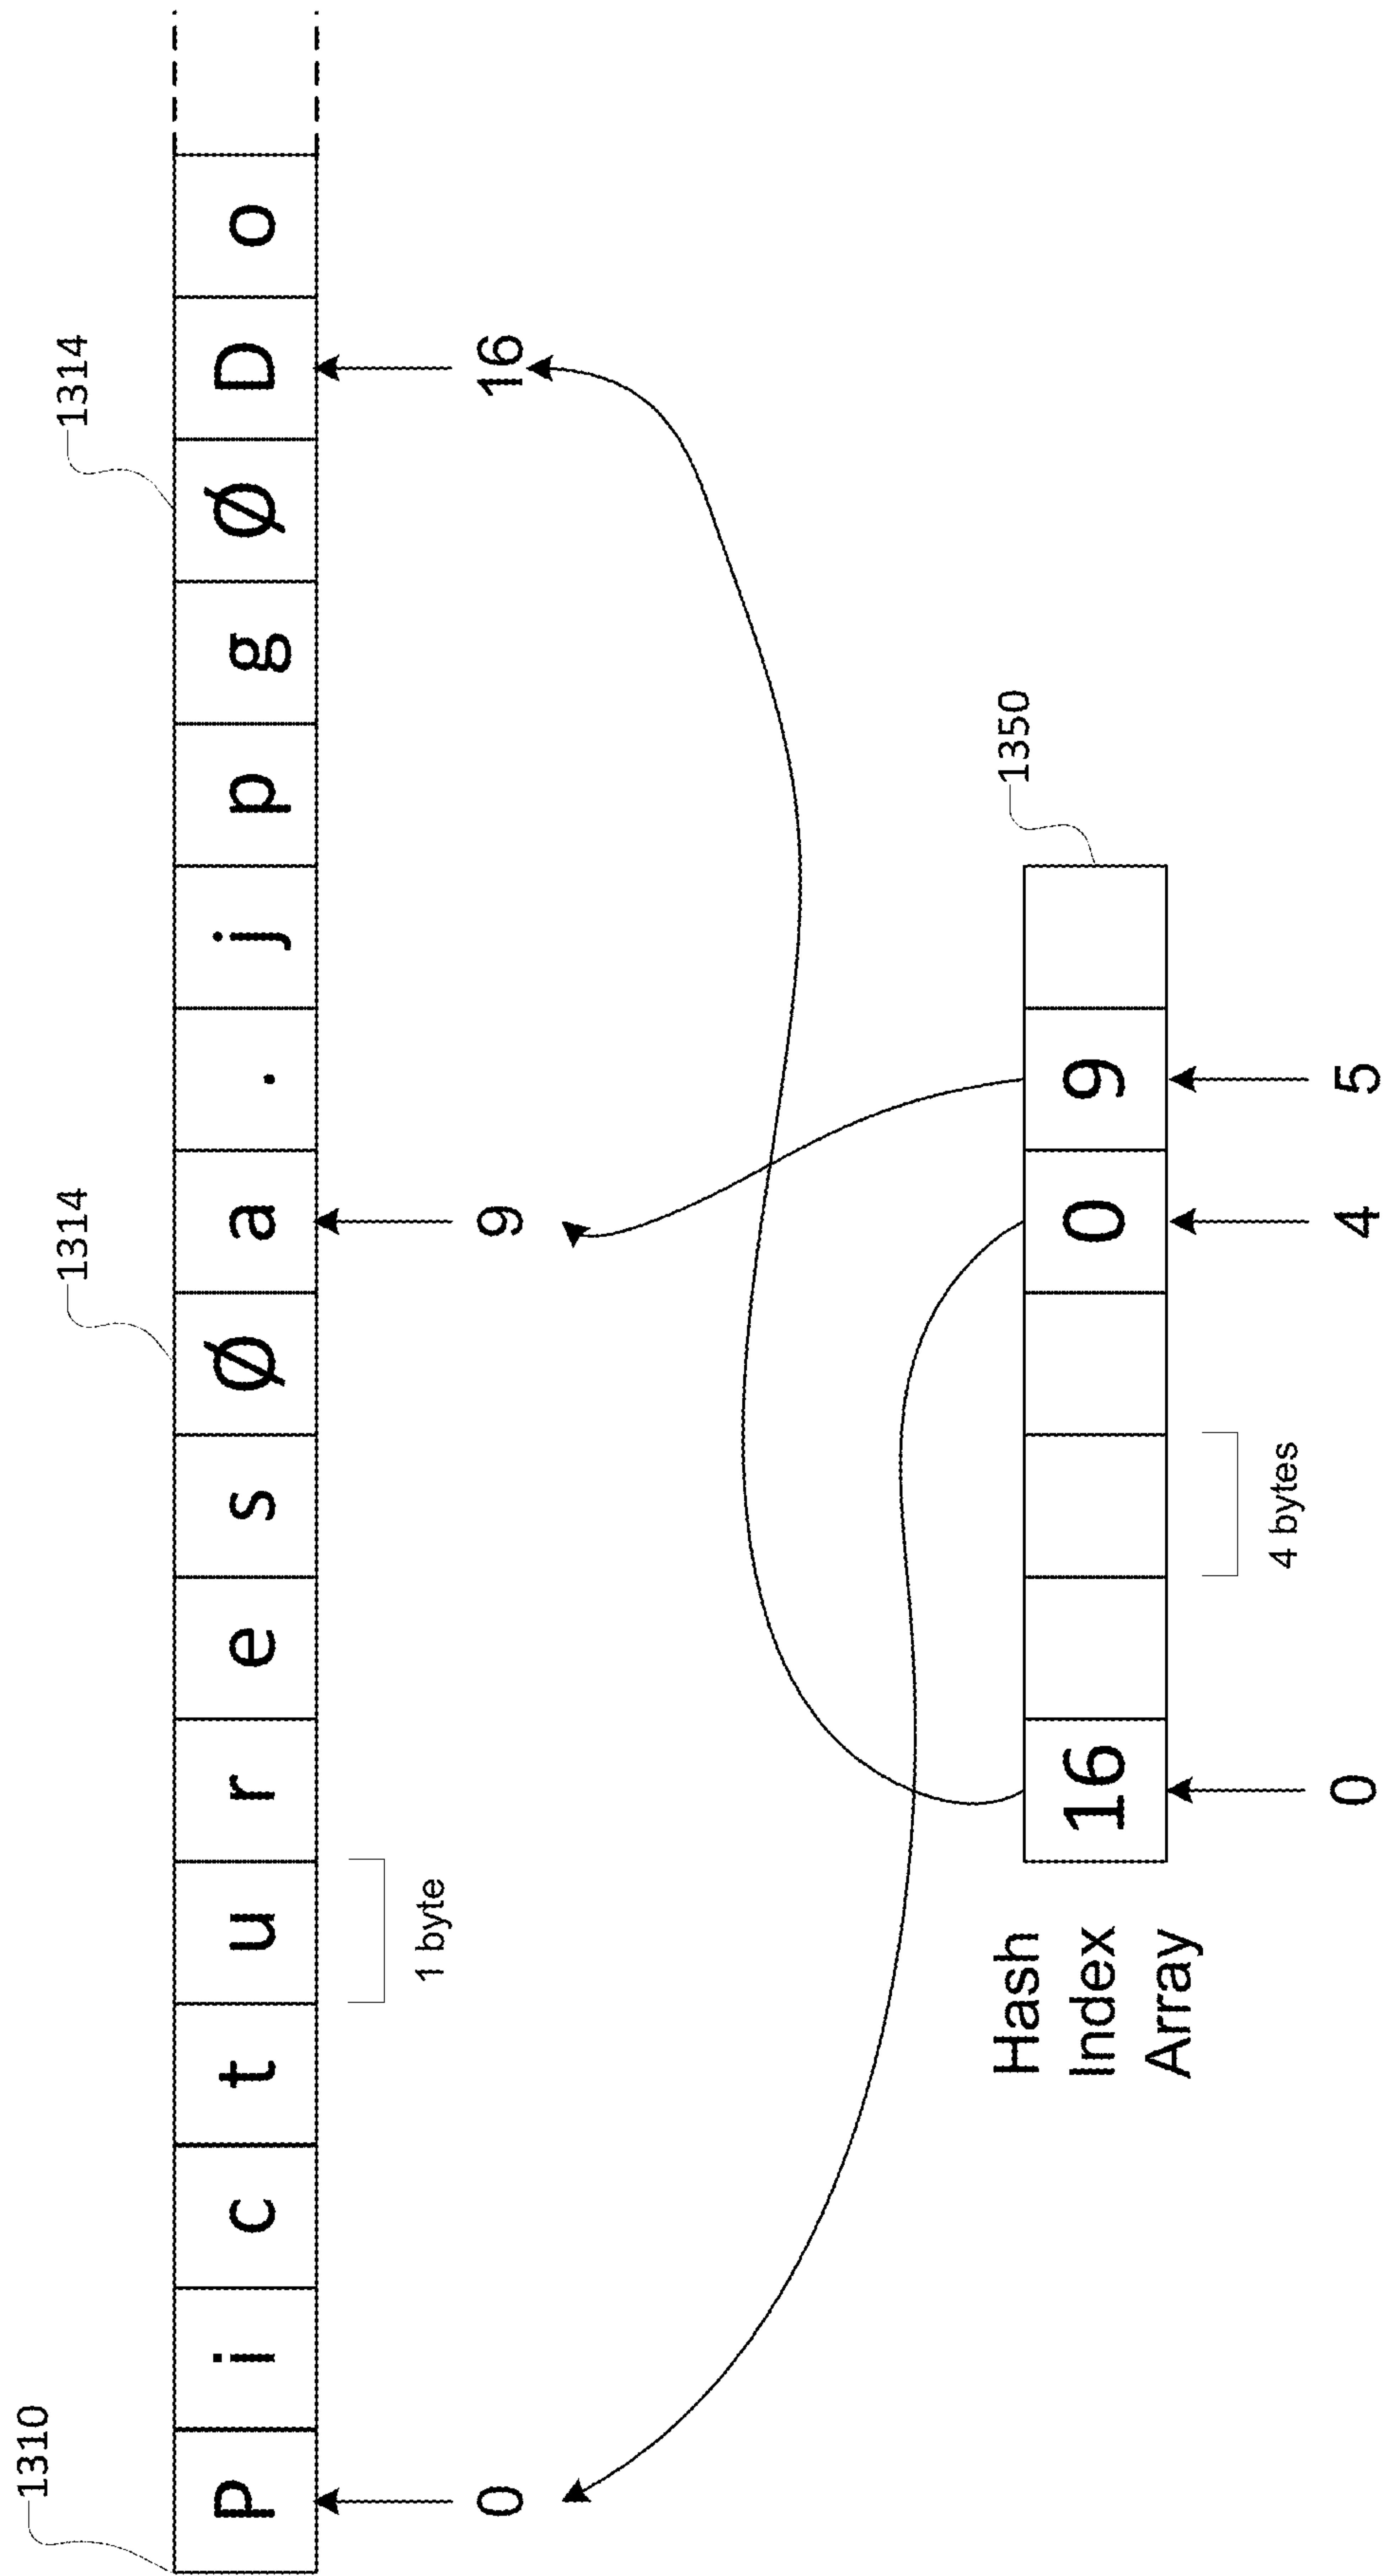 1310 1314 1314
P i c t u r e s Ø a . j p g Ø D o
1 byte
0 9 16
1350
Hash
Index
Array
16 0 9
4 bytes
0 4 5